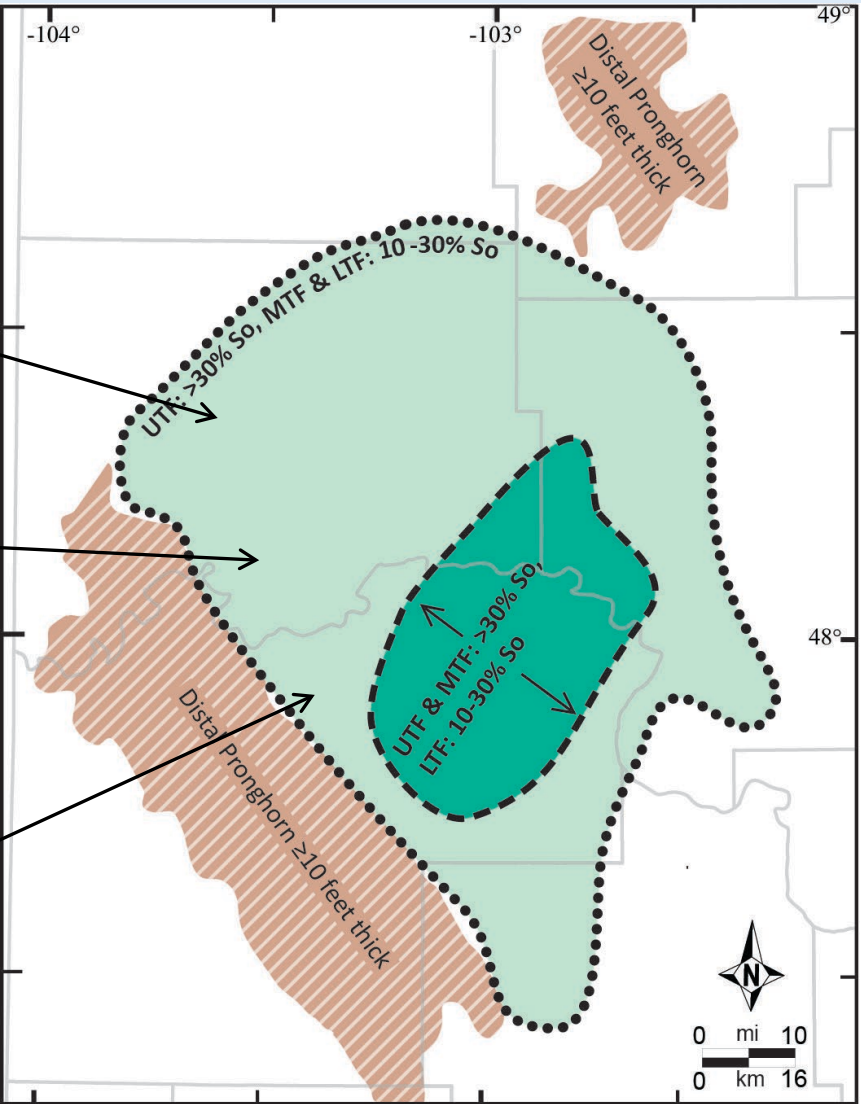 -104°
-103°
49°
Distal Pronghorn
≥10 feet thick
UTF: >30% So, MTF & LTF: 10 -30% So
UTF & MTF: >30% So,
LTF: 10-30% So
48°
Distal Pronghorn ≥10 feet thick
N
0 mi 10
0 km 16